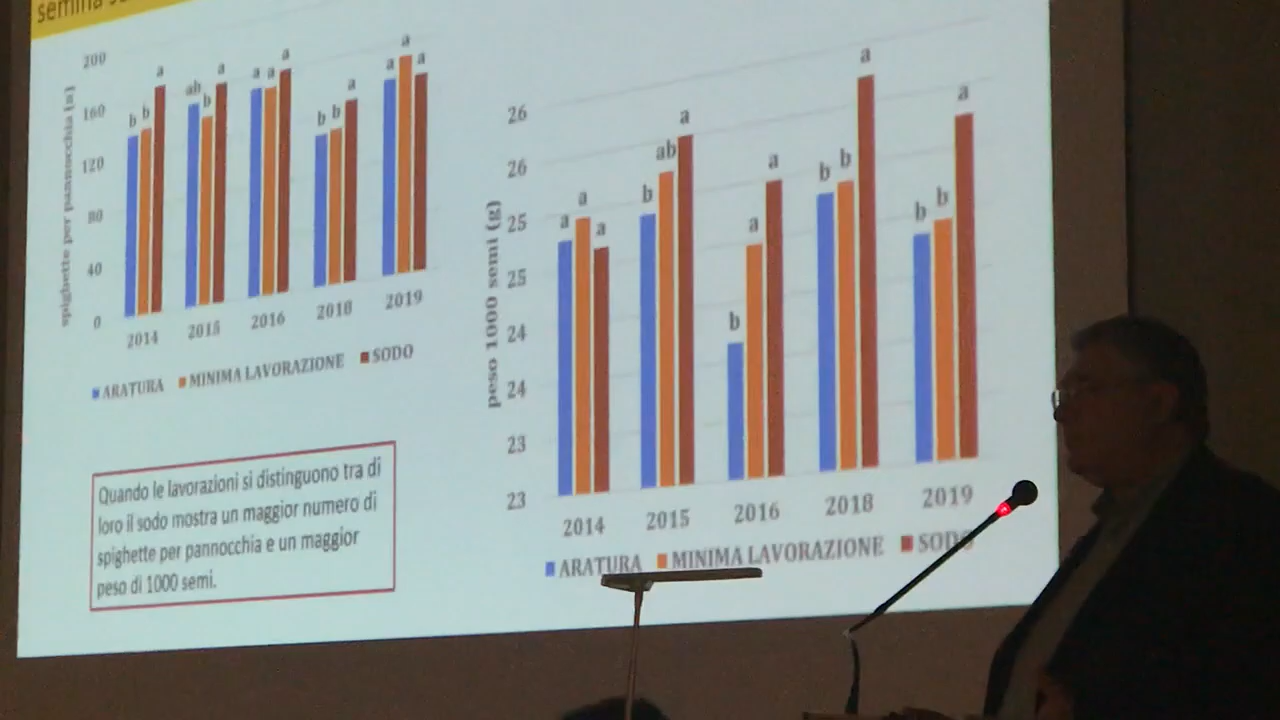 semina
spighette per pannocchia (n)
200
160
120
80
40
0
b b a
ab b a
a a a
b b a
a a a
2014 2015 2016 2018 2019
ARATURA MINIMA LAVORAZIONE SODO
peso 1000 semi (g)
26
26
25
25
24
24
23
23
a a a
b ab a
b a a
b b a
b b a
2014 2015 2016 2018 2019
ARATURA MINIMA LAVORAZIONE SODO
Quando le lavorazioni si distinguono tra di
loro il sodo mostra un maggior numero di
spighette per pannocchia e un maggior
peso di 1000 semi.